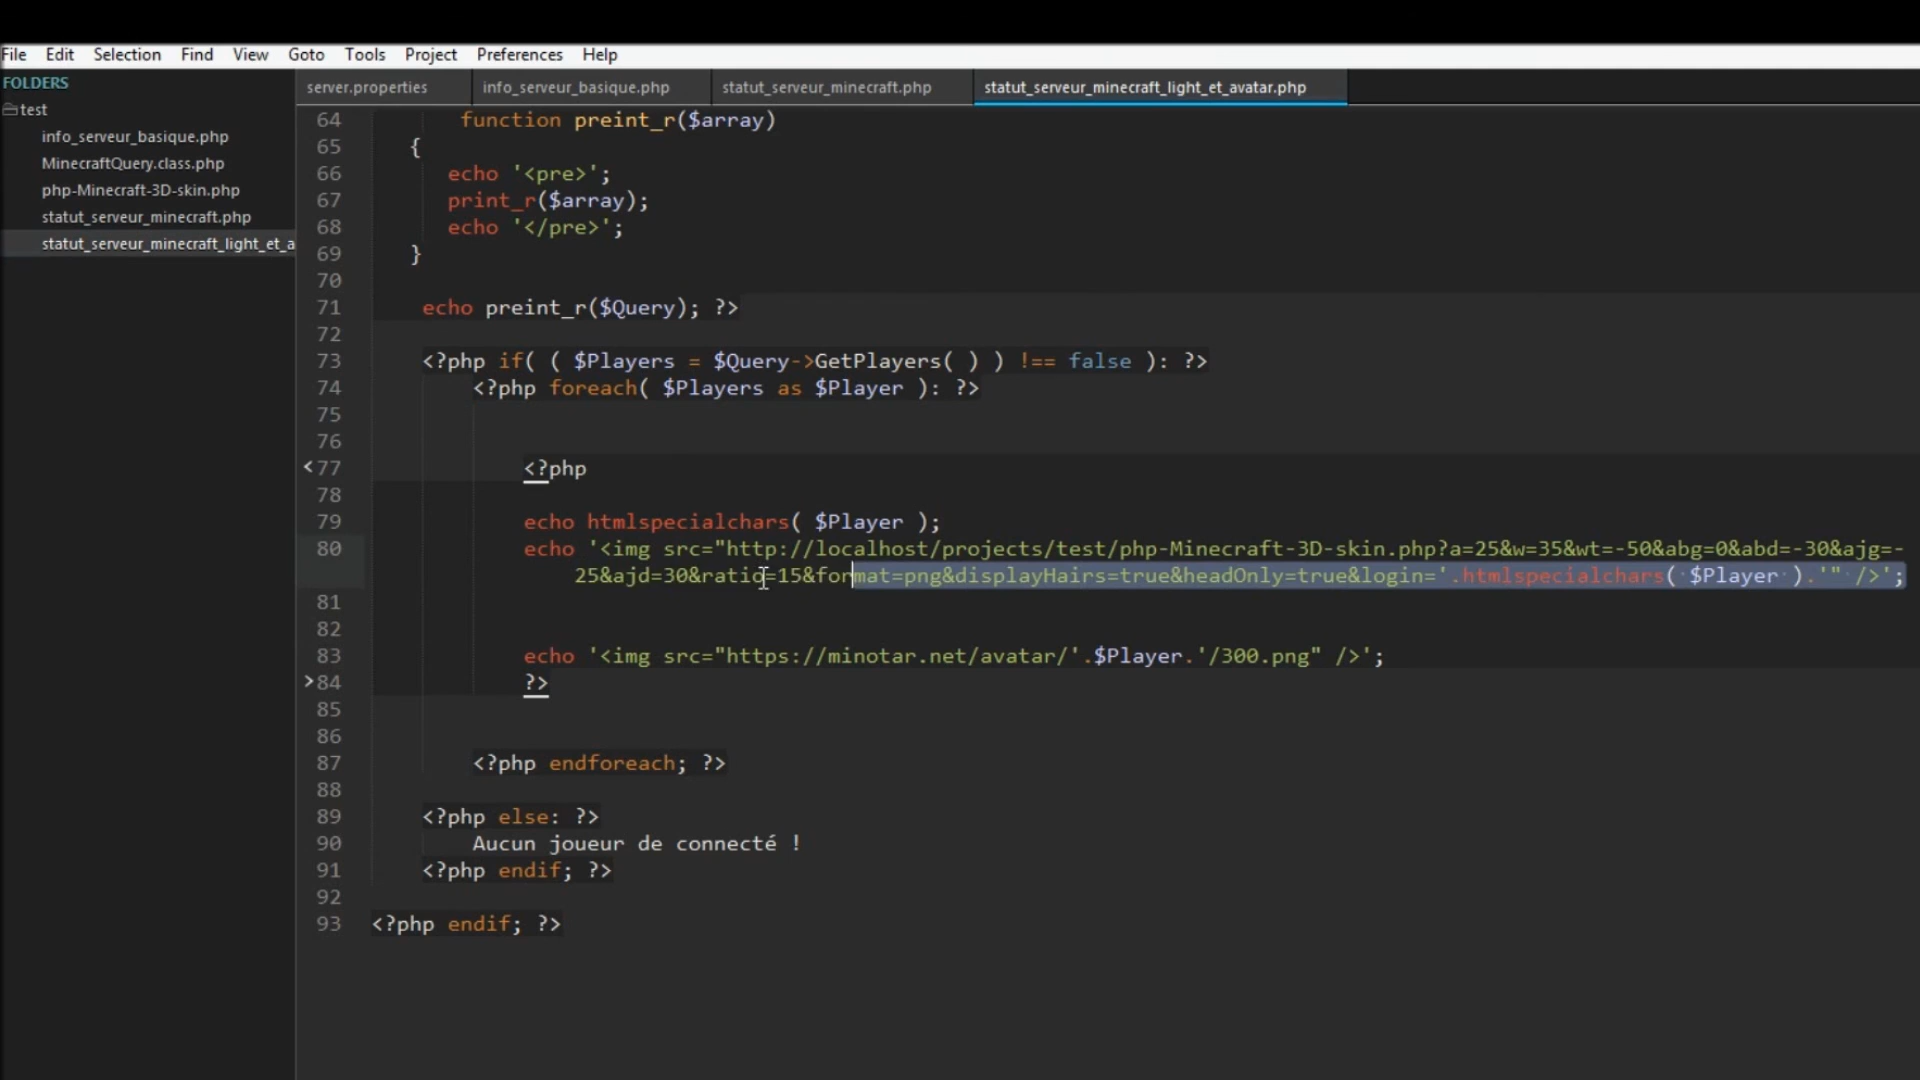 File Edit Selection Find View Goto Tools Project Preferences Help
FOLDERS
test
info_serveur_basique.php
MinecraftQuery.class.php
php-Minecraft-3D-skin.php
statut_serveur_minecraft.php
statut_serveur_minecraft_light_et_a
server.properties info_serveur_basique.php statut_serveur_minecraft.php statut_serveur_minecraft_light_et_avatar.php
64 function preint_r($array)
65 {
66 echo '<pre>';
67 print_r($array);
68 echo '</pre>';
69 }
70
71 echo preint_r($Query); ?>
72
73 <?php if( ( $Players = $Query->GetPlayers( ) ) !== false ): ?>
74 <?php foreach( $Players as $Player ): ?>
75
76
<77 <?php
78
79 echo htmlspecialchars( $Player );
80 echo '<img src="http://localhost/projects/test/php-Minecraft-3D-skin.php?a=25&w=35&wt=-50&abg=0&abd=-30&ajg=-
25&ajd=30&ratio=15&format=png&displayHairs=true&headOnly=true&login='.htmlspecialchars( $Player ).'" />';
81
82
83 echo '<img src="https://minotar.net/avatar/'.$Player.'/300.png" />';
>84 ?>
85
86
87 <?php endforeach; ?>
88
89 <?php else: ?>
90 Aucun joueur de connecté !
91 <?php endif; ?>
92
93 <?php endif; ?>